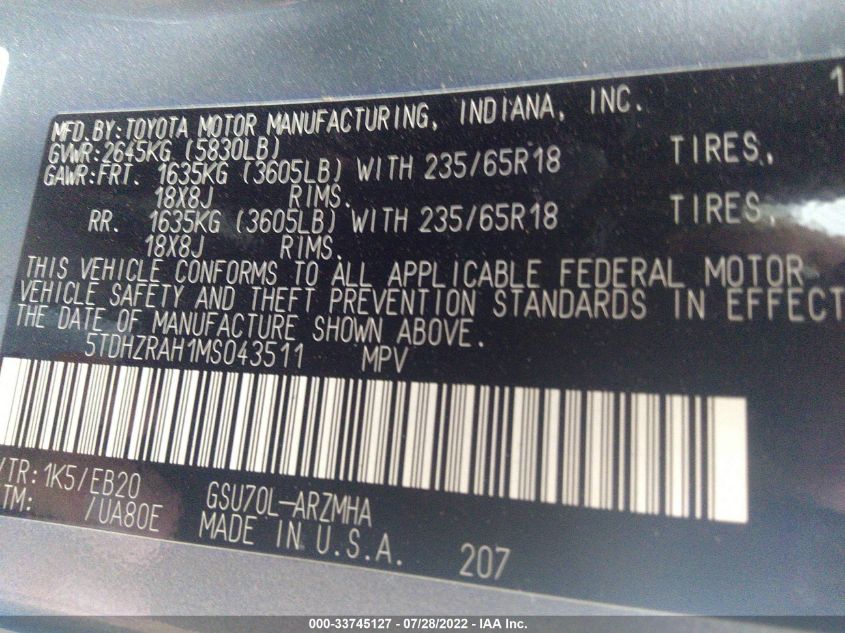 MFD.BY:TOYOTA MOTOR MANUFACTURING, INDIANA, INC. 1
GVWR:2645KG (5830LB)
GAWR:FRT. 1635KG (3605LB) WITH 235/65R18 TIRES,
18X8J RIMS.
RR. 1635KG (3605LB) WITH 235/65R18 TIRES,
18X8J RIMS.
THIS VEHICLE CONFORMS TO ALL APPLICABLE FEDERAL MOTOR
VEHICLE SAFETY AND THEFT PREVENTION STANDARDS IN EFFECT
THE DATE OF MANUFACTURE SHOWN ABOVE.
5TDHZRAH1MS043511 MPV
/TR:1K5/EB20 GSU70L-ARZMHA
TM: /UA80E MADE IN U.S.A. 207
000-33745127 - 07/28/2022 - IAA Inc.